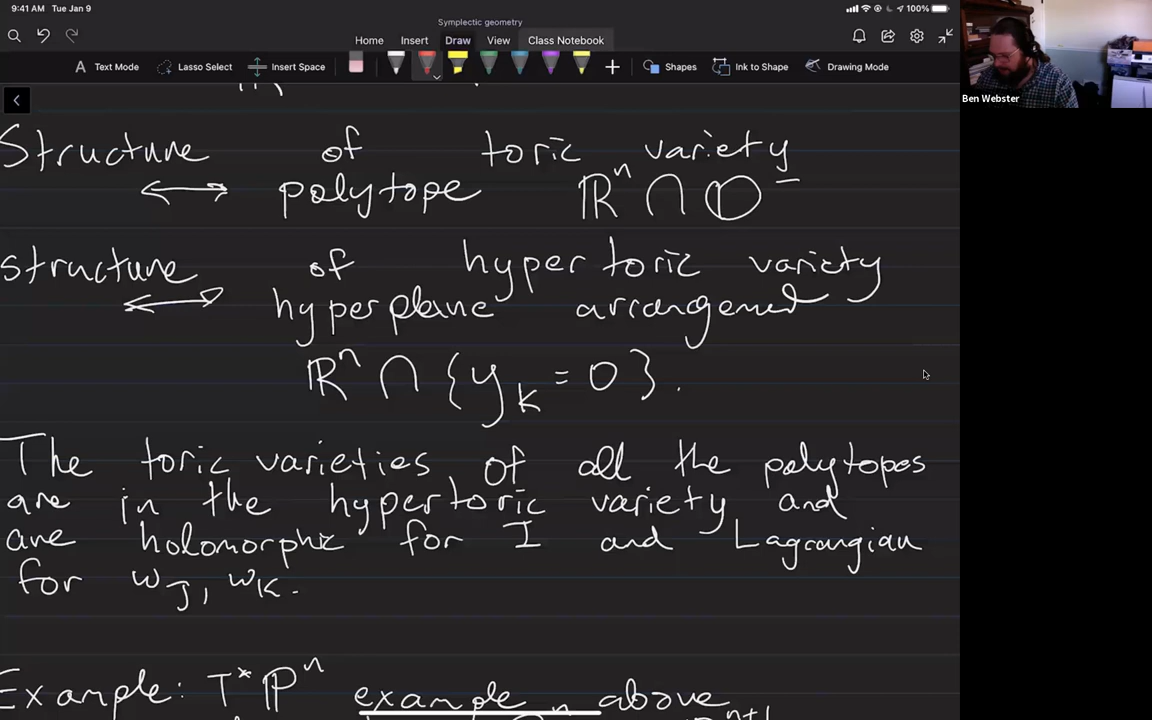 9:41 AM Tue Jan 9
100%
Symplectic geometry
Home Insert Draw View Class Notebook
Text Mode Lasso Select Insert Space Shapes Ink to Shape Drawing Mode
Ben Webster
Structure of toric variety
↔ polytope ℝⁿ ∩
structure of hypertoric variety
↔ hyperplane arrangement
ℝⁿ ∩ {y_k = 0}.
The toric varieties of all the polytopes
are in the hypertoric variety and
are holomorphic for I and Lagrangian
for ω_J, ω_K.
Example: T*ℙⁿ example above
n+1